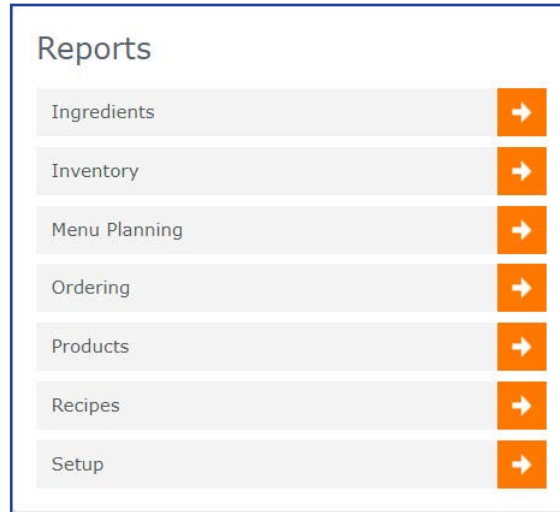 Reports
Ingredients
Inventory
Menu Planning
Ordering
Products
Recipes
Setup